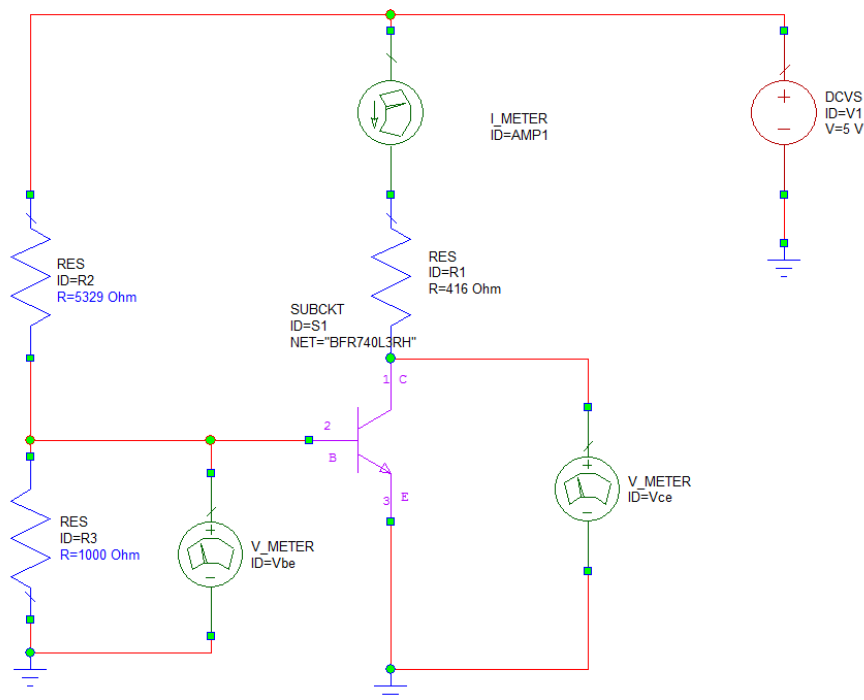 I_METER
ID=AMP1
DCVS
ID=V1
V=5 V
+
−
RES
ID=R2
R=5329 Ohm
RES
ID=R1
R=416 Ohm
SUBCKT
ID=S1
NET="BFR740L3RH"
1 C
2
B
3 E
RES
ID=R3
R=1000 Ohm
+
−
V_METER
ID=Vbe
+
−
V_METER
ID=Vce